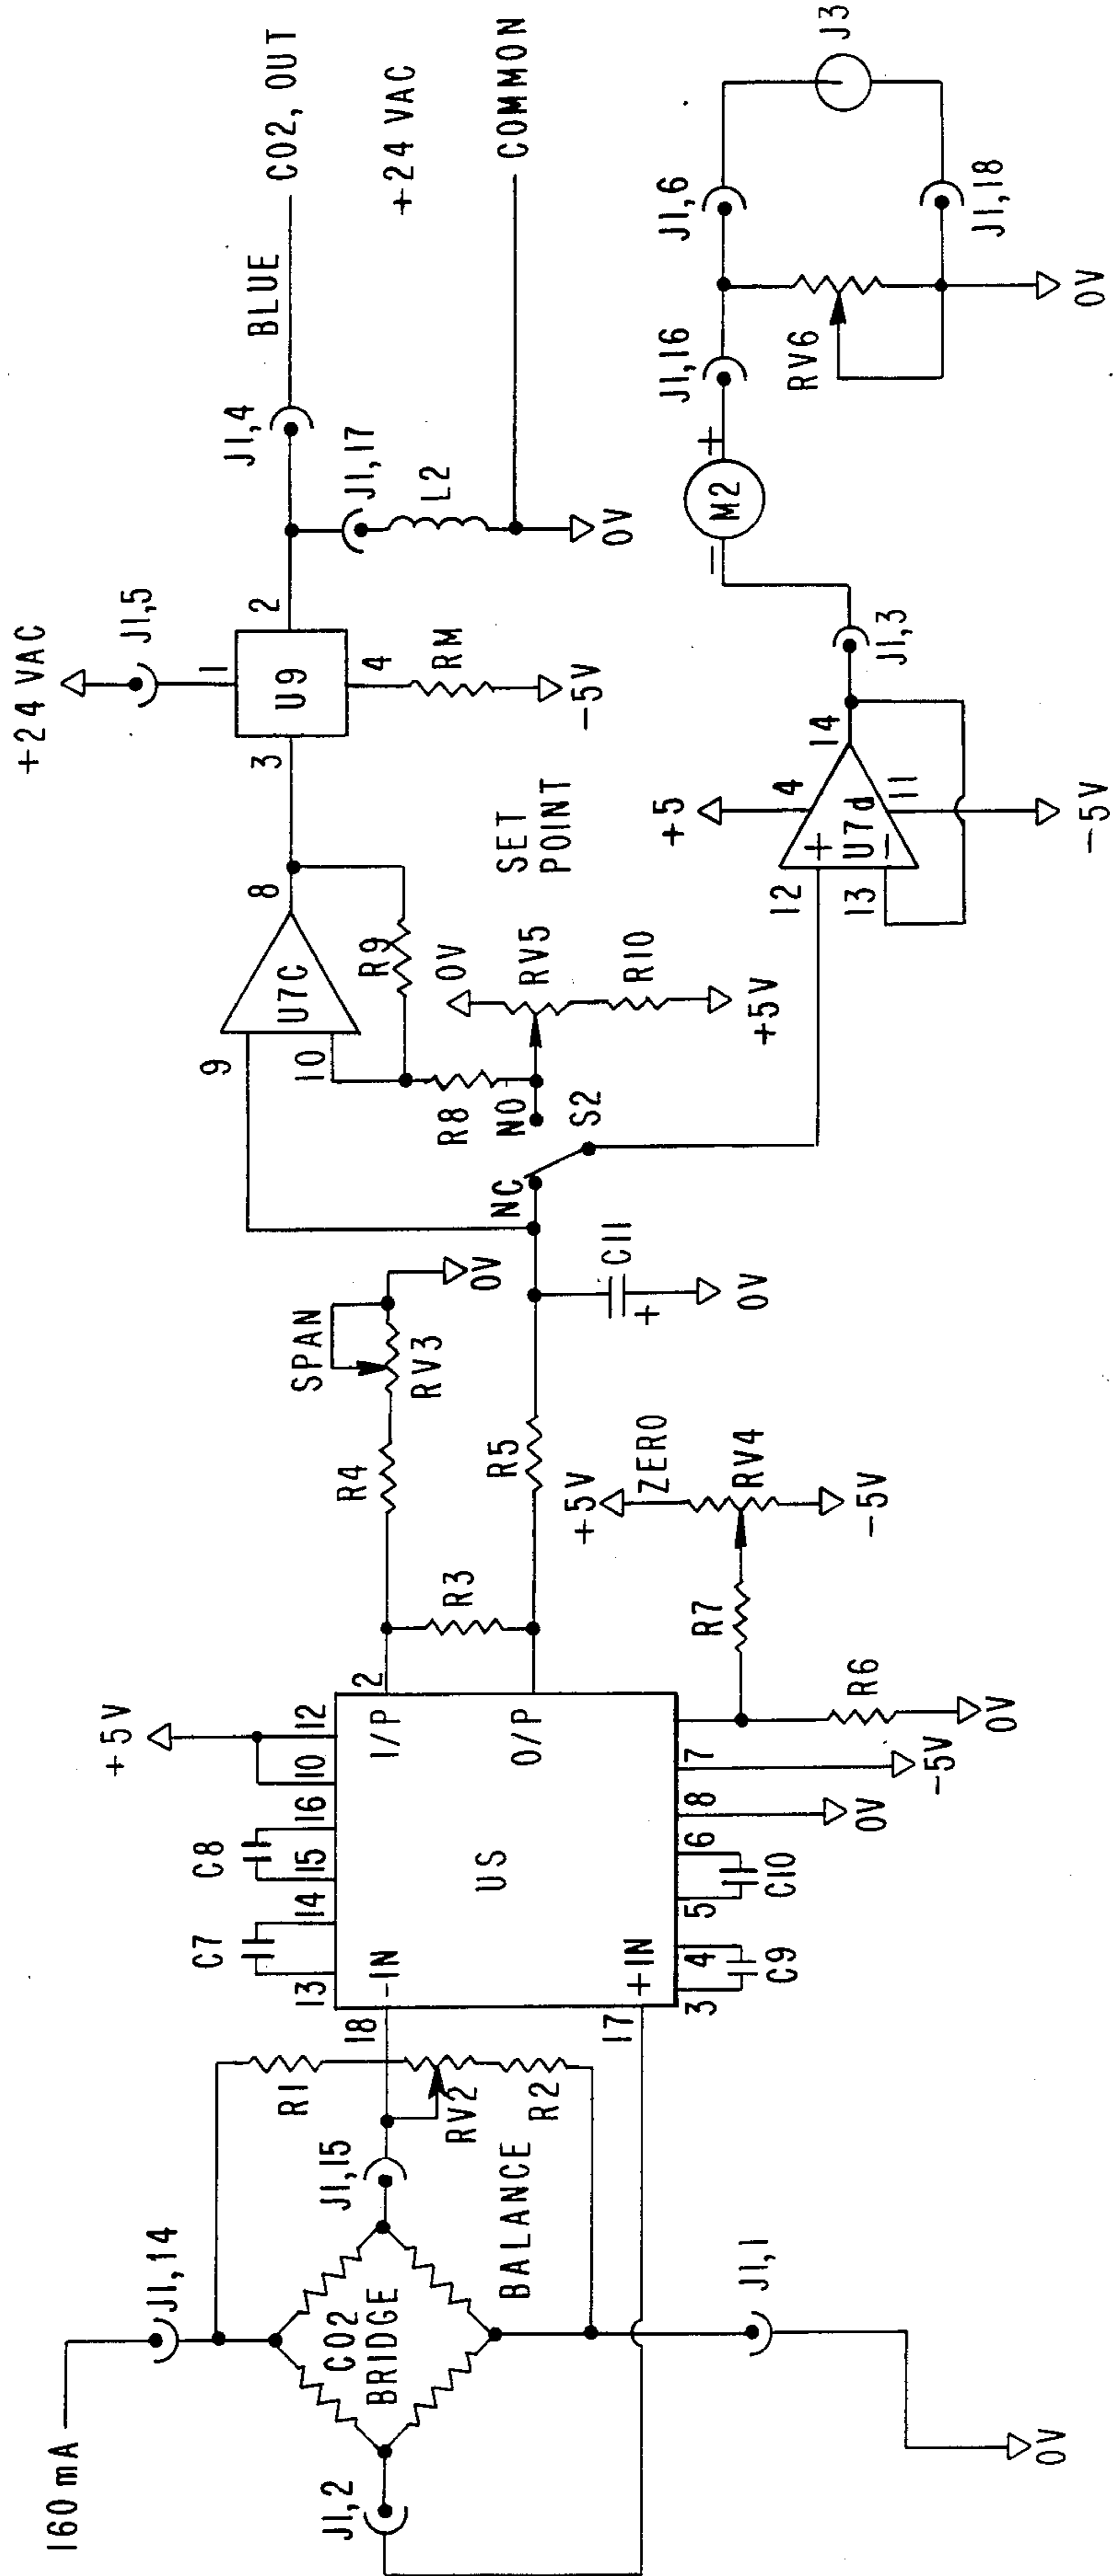 160 mA
J1,14
J1,2
CO2
BRIDGE
J1,15
BALANCE
J1,1
0V
R1
RV2
R2
18
17
-IN
+IN
US
I/P
O/P
C7
C8
13
14
15
16
10
12
+5V
2
3
4
5
6
8
7
C9
C10
0V
-5V
R6
0V
R7
+5V
ZERO
RV4
-5V
R3
R4
R5
SPAN
RV3
0V
C11
+
0V
NC
NO
S2
R8
R9
9
10
U7C
8
0V
RV5
R10
+5V
SET
POINT
12
13
+
-
U7d
4
11
14
+5
-5V
J1,3
3
U9
1
2
4
RM
-5V
+24 VAC
J1,5
J1,4
BLUE
CO2, OUT
J1,17
L2
0V
+24 VAC
COMMON
-
M2
+
J1,16
J1,6
RV6
J1,18
0V
J3